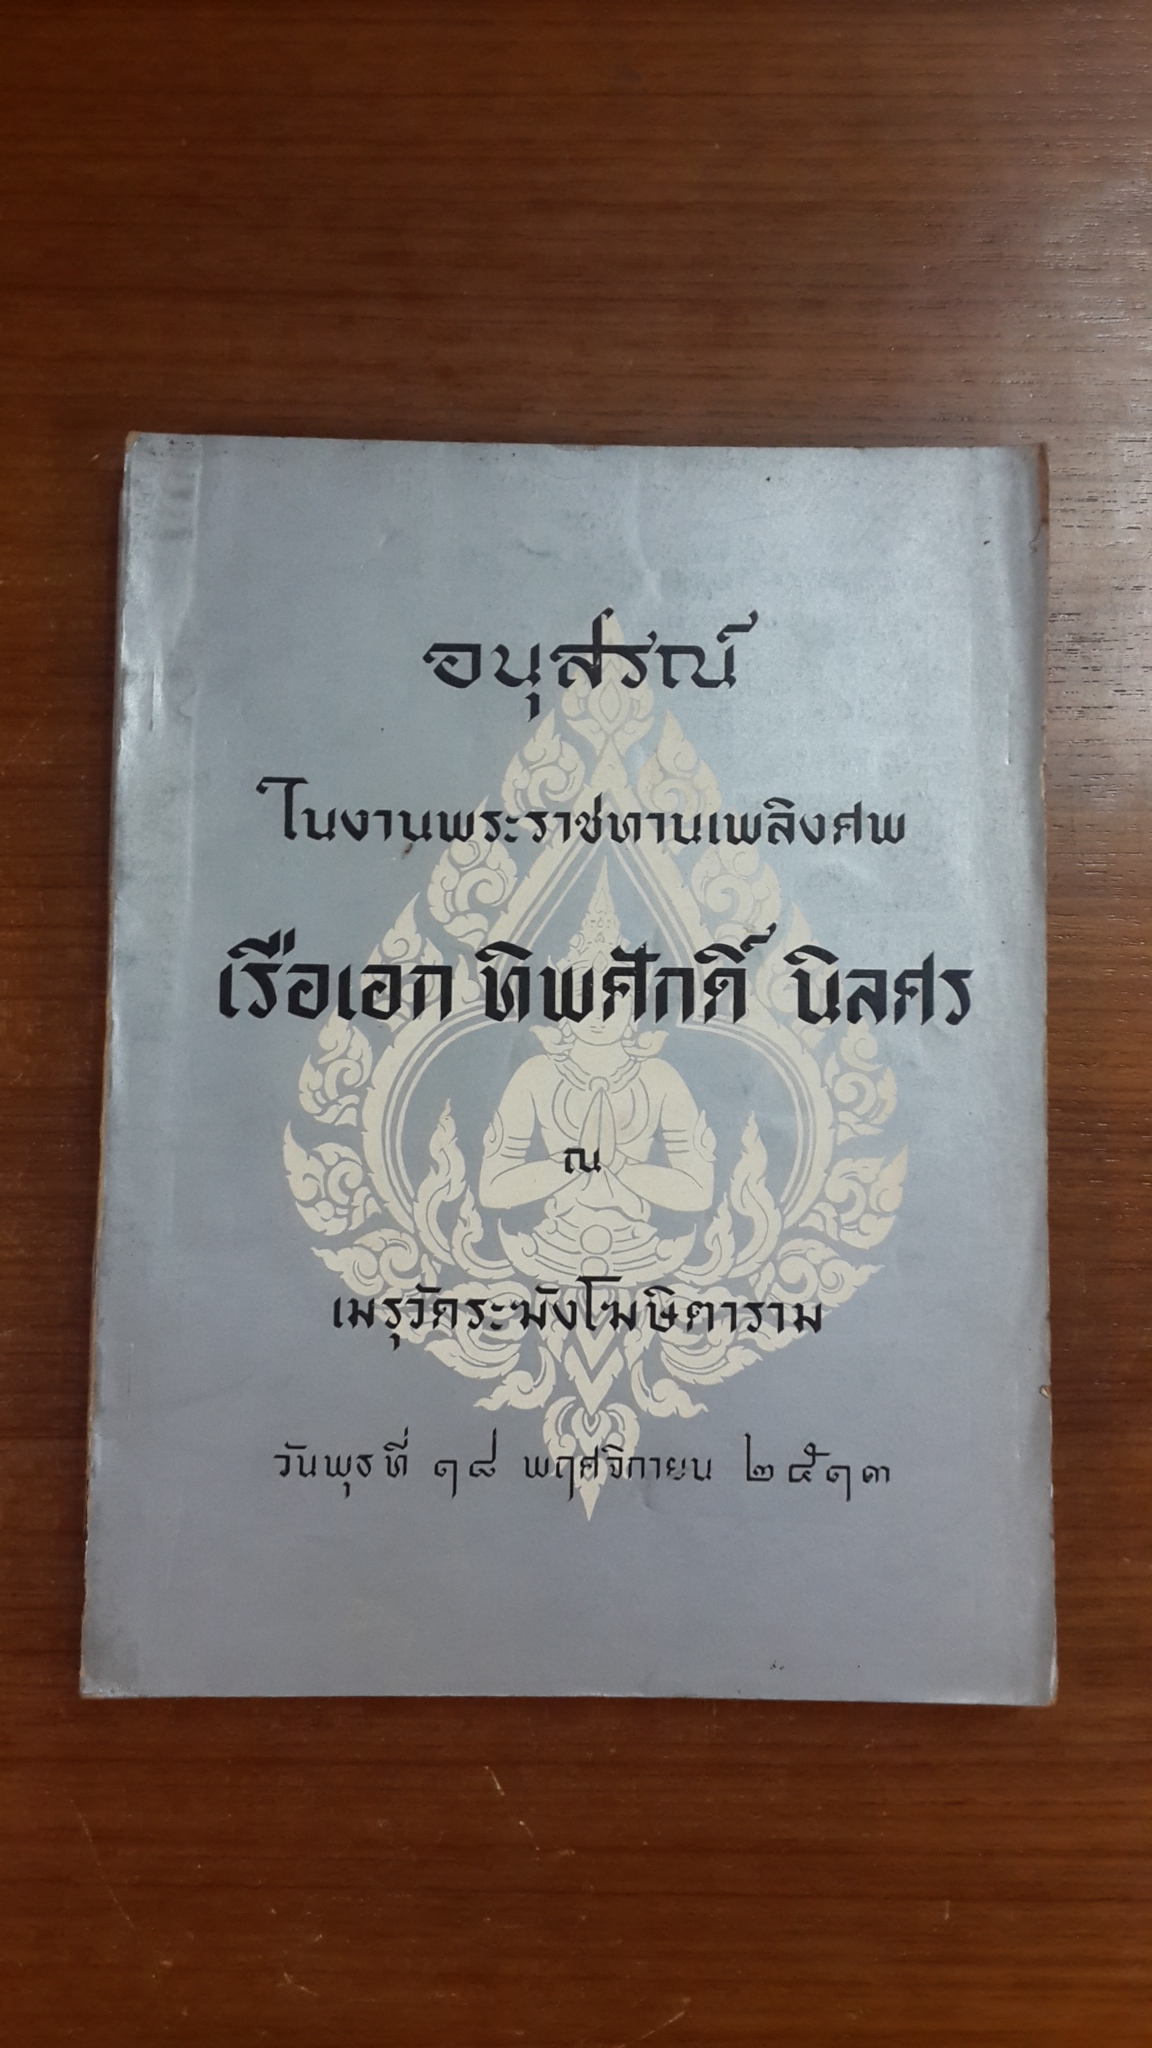 อนุสรณ์
ในงานพระราชทานเพลิงศพ
เรือเอก ทิพศักดิ์ นิลศร
ณ
เมรุวัดระฆังโฆษิตาราม
วันพุธที่ ๑๘ พฤศจิกายน ๒๕๑๓